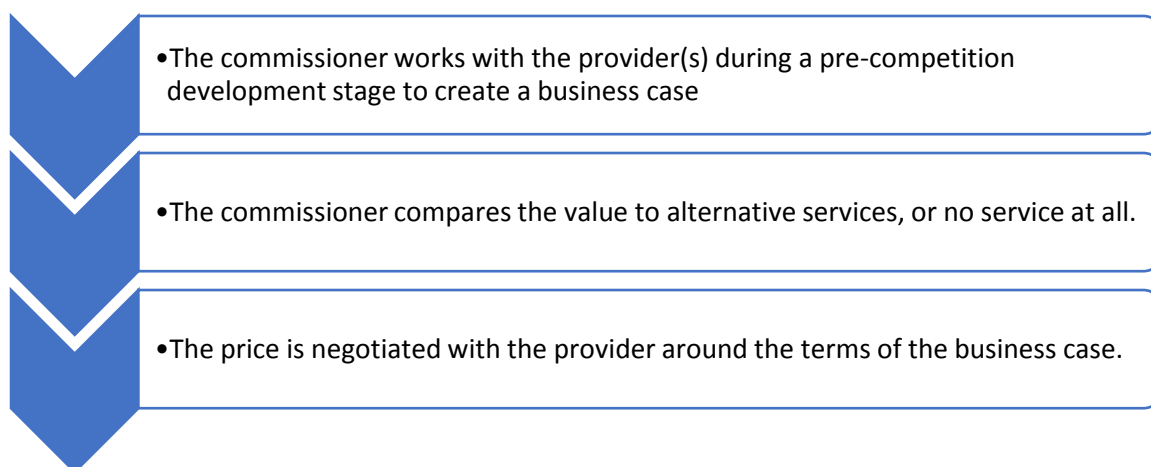 •The commissioner works with the provider(s) during a pre-competition
development stage to create a business case
•The commissioner compares the value to alternative services, or no service at all.
•The price is negotiated with the provider around the terms of the business case.